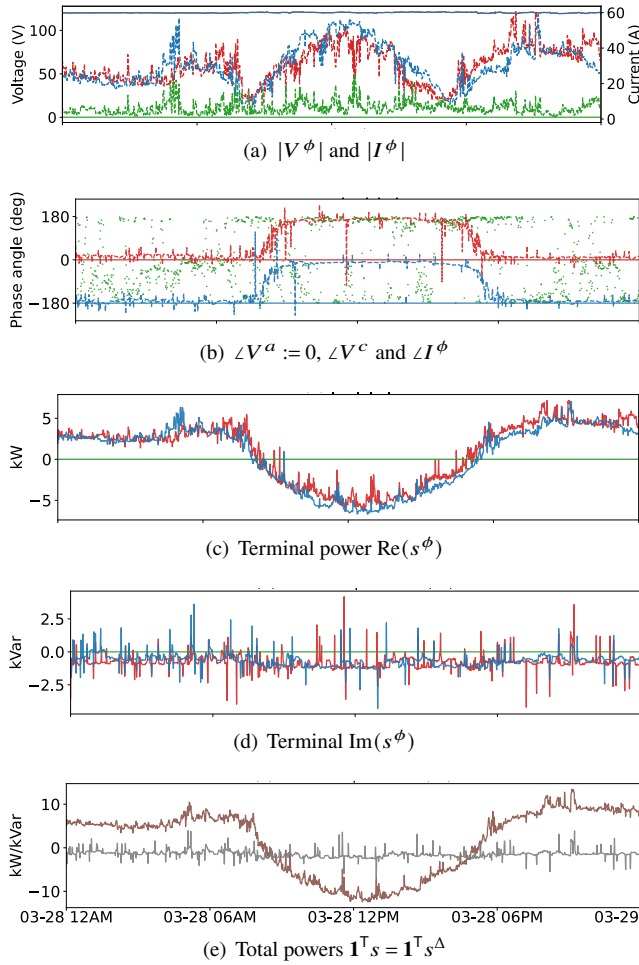 Voltage (V)
100
50
0
60
40
20
0
Current (A)
(a) |V^ϕ| and |I^ϕ|
Phase angle (deg)
180
0
−180
(b) ∠V^a := 0, ∠V^c and ∠I^ϕ
kW
5
0
−5
(c) Terminal power Re(s^ϕ)
kVar
2.5
0.0
−2.5
(d) Terminal Im(s^ϕ)
kW/kVar
10
0
−10
03-28 12AM 03-28 06AM 03-28 12PM 03-28 06PM 03-29
(e) Total powers 1^T s = 1^T s^Δ